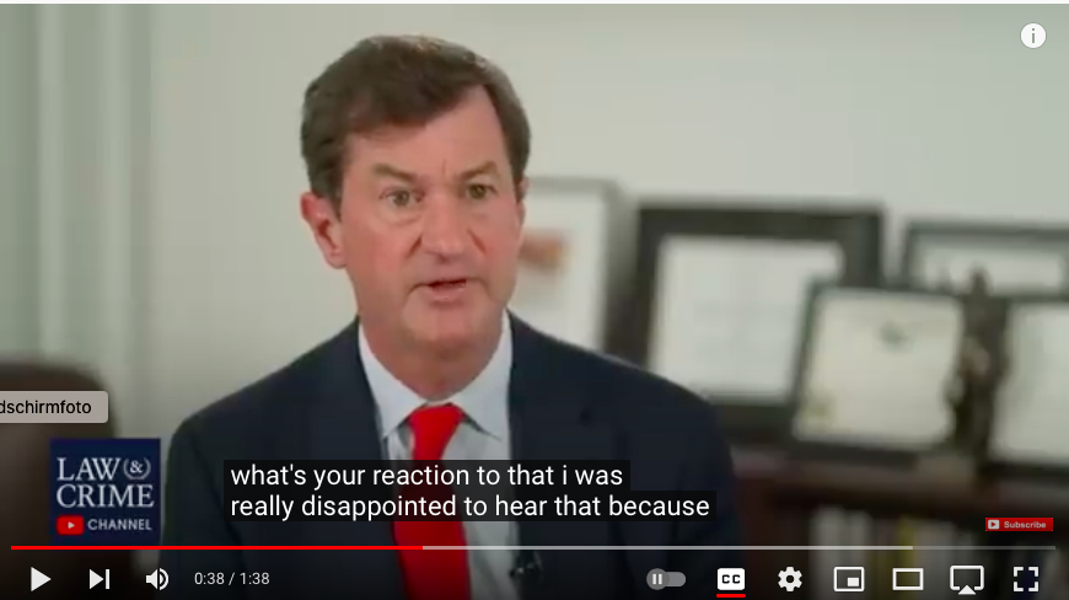 dschirmfoto
LAW &
CRIME
CHANNEL
what's your reaction to that i was
really disappointed to hear that because
Subscribe
0:38 / 1:38
CC